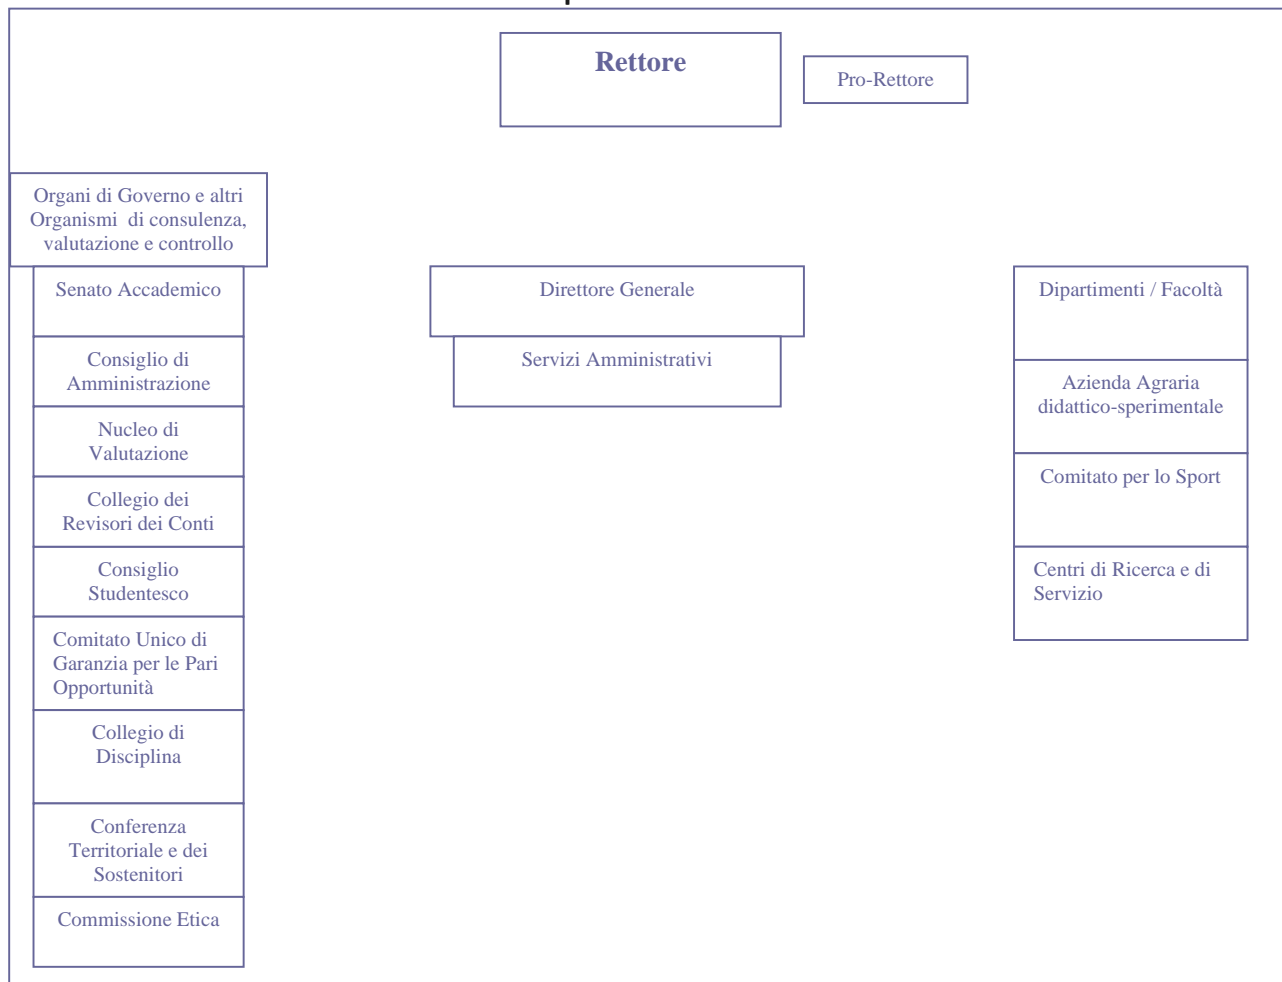 Rettore
Pro-Rettore
Organi di Governo e altri
Organismi di consulenza,
valutazione e controllo
Senato Accademico
Consiglio di
Amministrazione
Nucleo di
Valutazione
Collegio dei
Revisori dei Conti
Consiglio
Studentesco
Comitato Unico di
Garanzia per le Pari
Opportunità
Collegio di
Disciplina
Conferenza
Territoriale e dei
Sostenitori
Commissione Etica
Direttore Generale
Servizi Amministrativi
Dipartimenti / Facoltà
Azienda Agraria
didattico-sperimentale
Comitato per lo Sport
Centri di Ricerca e di
Servizio